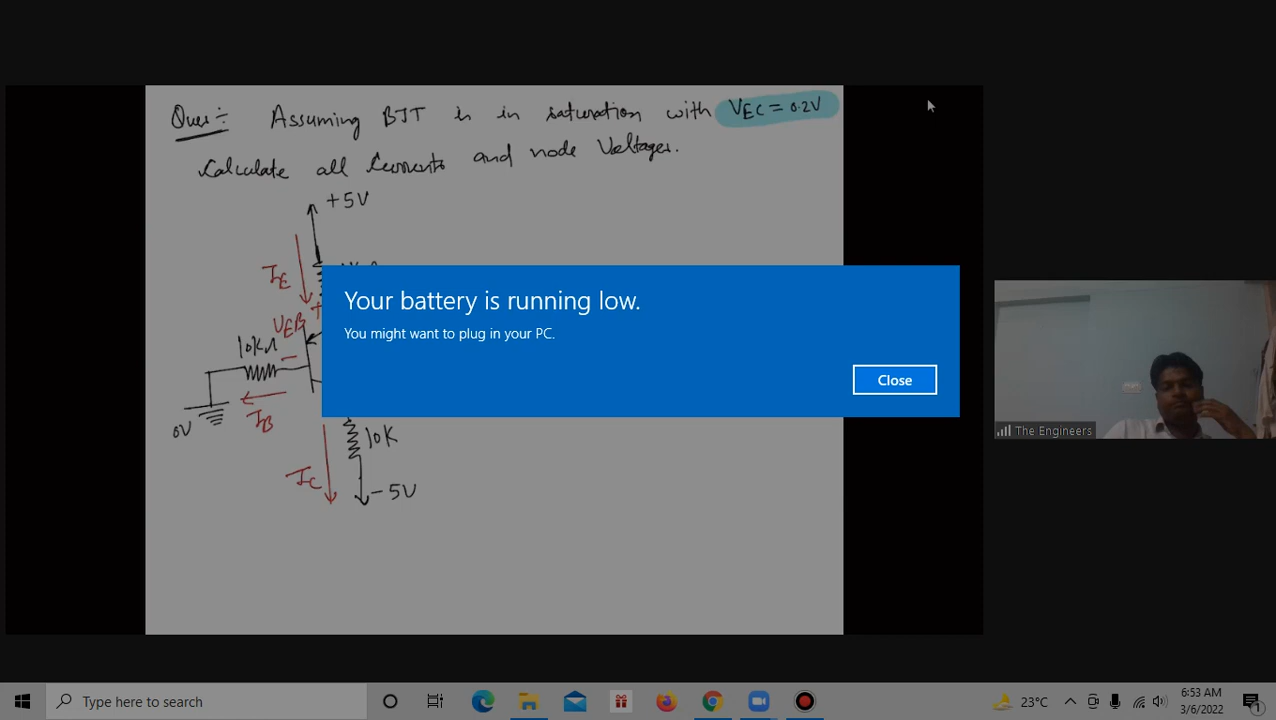 Ques:- Assuming BJT is in saturation with VEC = 0.2V
Calculate all Currents and node Voltages.
+5V
IE
VEB +
10KΩ
−
IB
0V
10K
IC
-5V
Your battery is running low.
You might want to plug in your PC.
Close
The Engineers
Type here to search
23°C
6:53 AM
3/6/2022
1